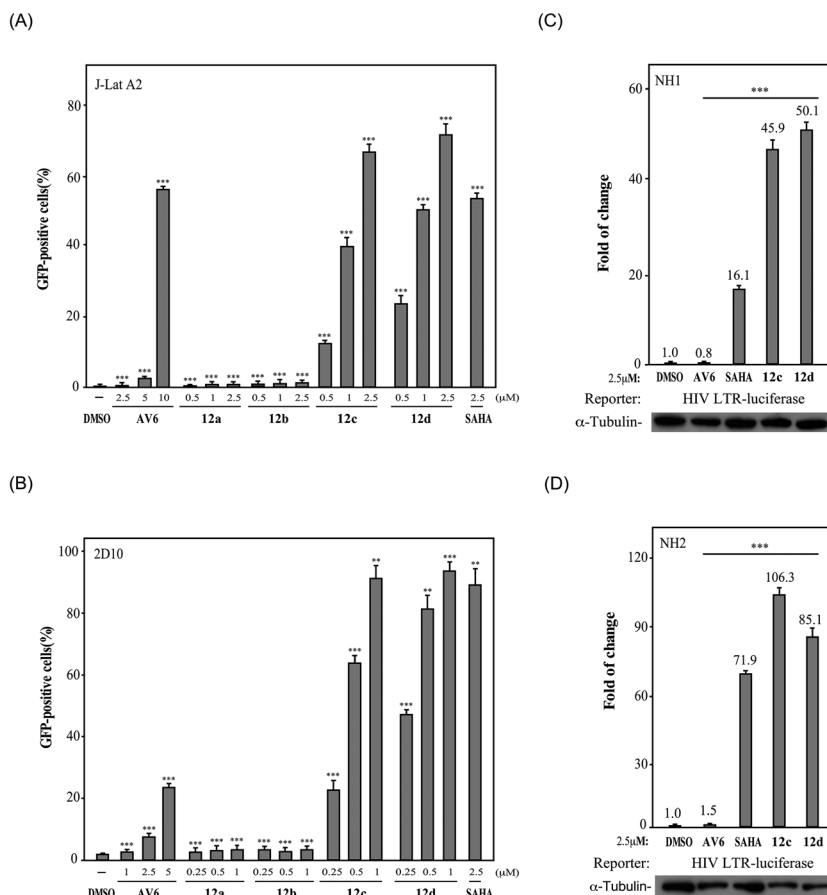 (A)
J-Lat A2
GFP-positive cells(%)
80
60
40
20
0
*** *** *** *** *** *** *** *** *** *** *** *** *** *** *** ***
– 2.5 5 10 0.5 1 2.5 0.5 1 2.5 0.5 1 2.5 0.5 1 2.5 2.5 (μM)
DMSO AV6 12a 12b 12c 12d SAHA
(B)
2D10
GFP-positive cells(%)
100
80
60
40
20
0
*** *** *** *** *** *** *** *** *** *** *** ** *** ** *** **
– 1 2.5 5 0.25 0.5 1 0.25 0.5 1 0.25 0.5 1 0.25 0.5 1 2.5 (μM)
DMSO AV6 12a 12b 12c 12d SAHA
(C)
NH1
***
Fold of change
60
40
20
0
1.0 0.8 16.1 45.9 50.1
2.5μM: DMSO AV6 SAHA 12c 12d
Reporter: HIV LTR-luciferase
α-Tubulin-
(D)
NH2
***
Fold of change
120
90
60
30
0
1.0 1.5 71.9 106.3 85.1
2.5μM: DMSO AV6 SAHA 12c 12d
Reporter: HIV LTR-luciferase
α-Tubulin-